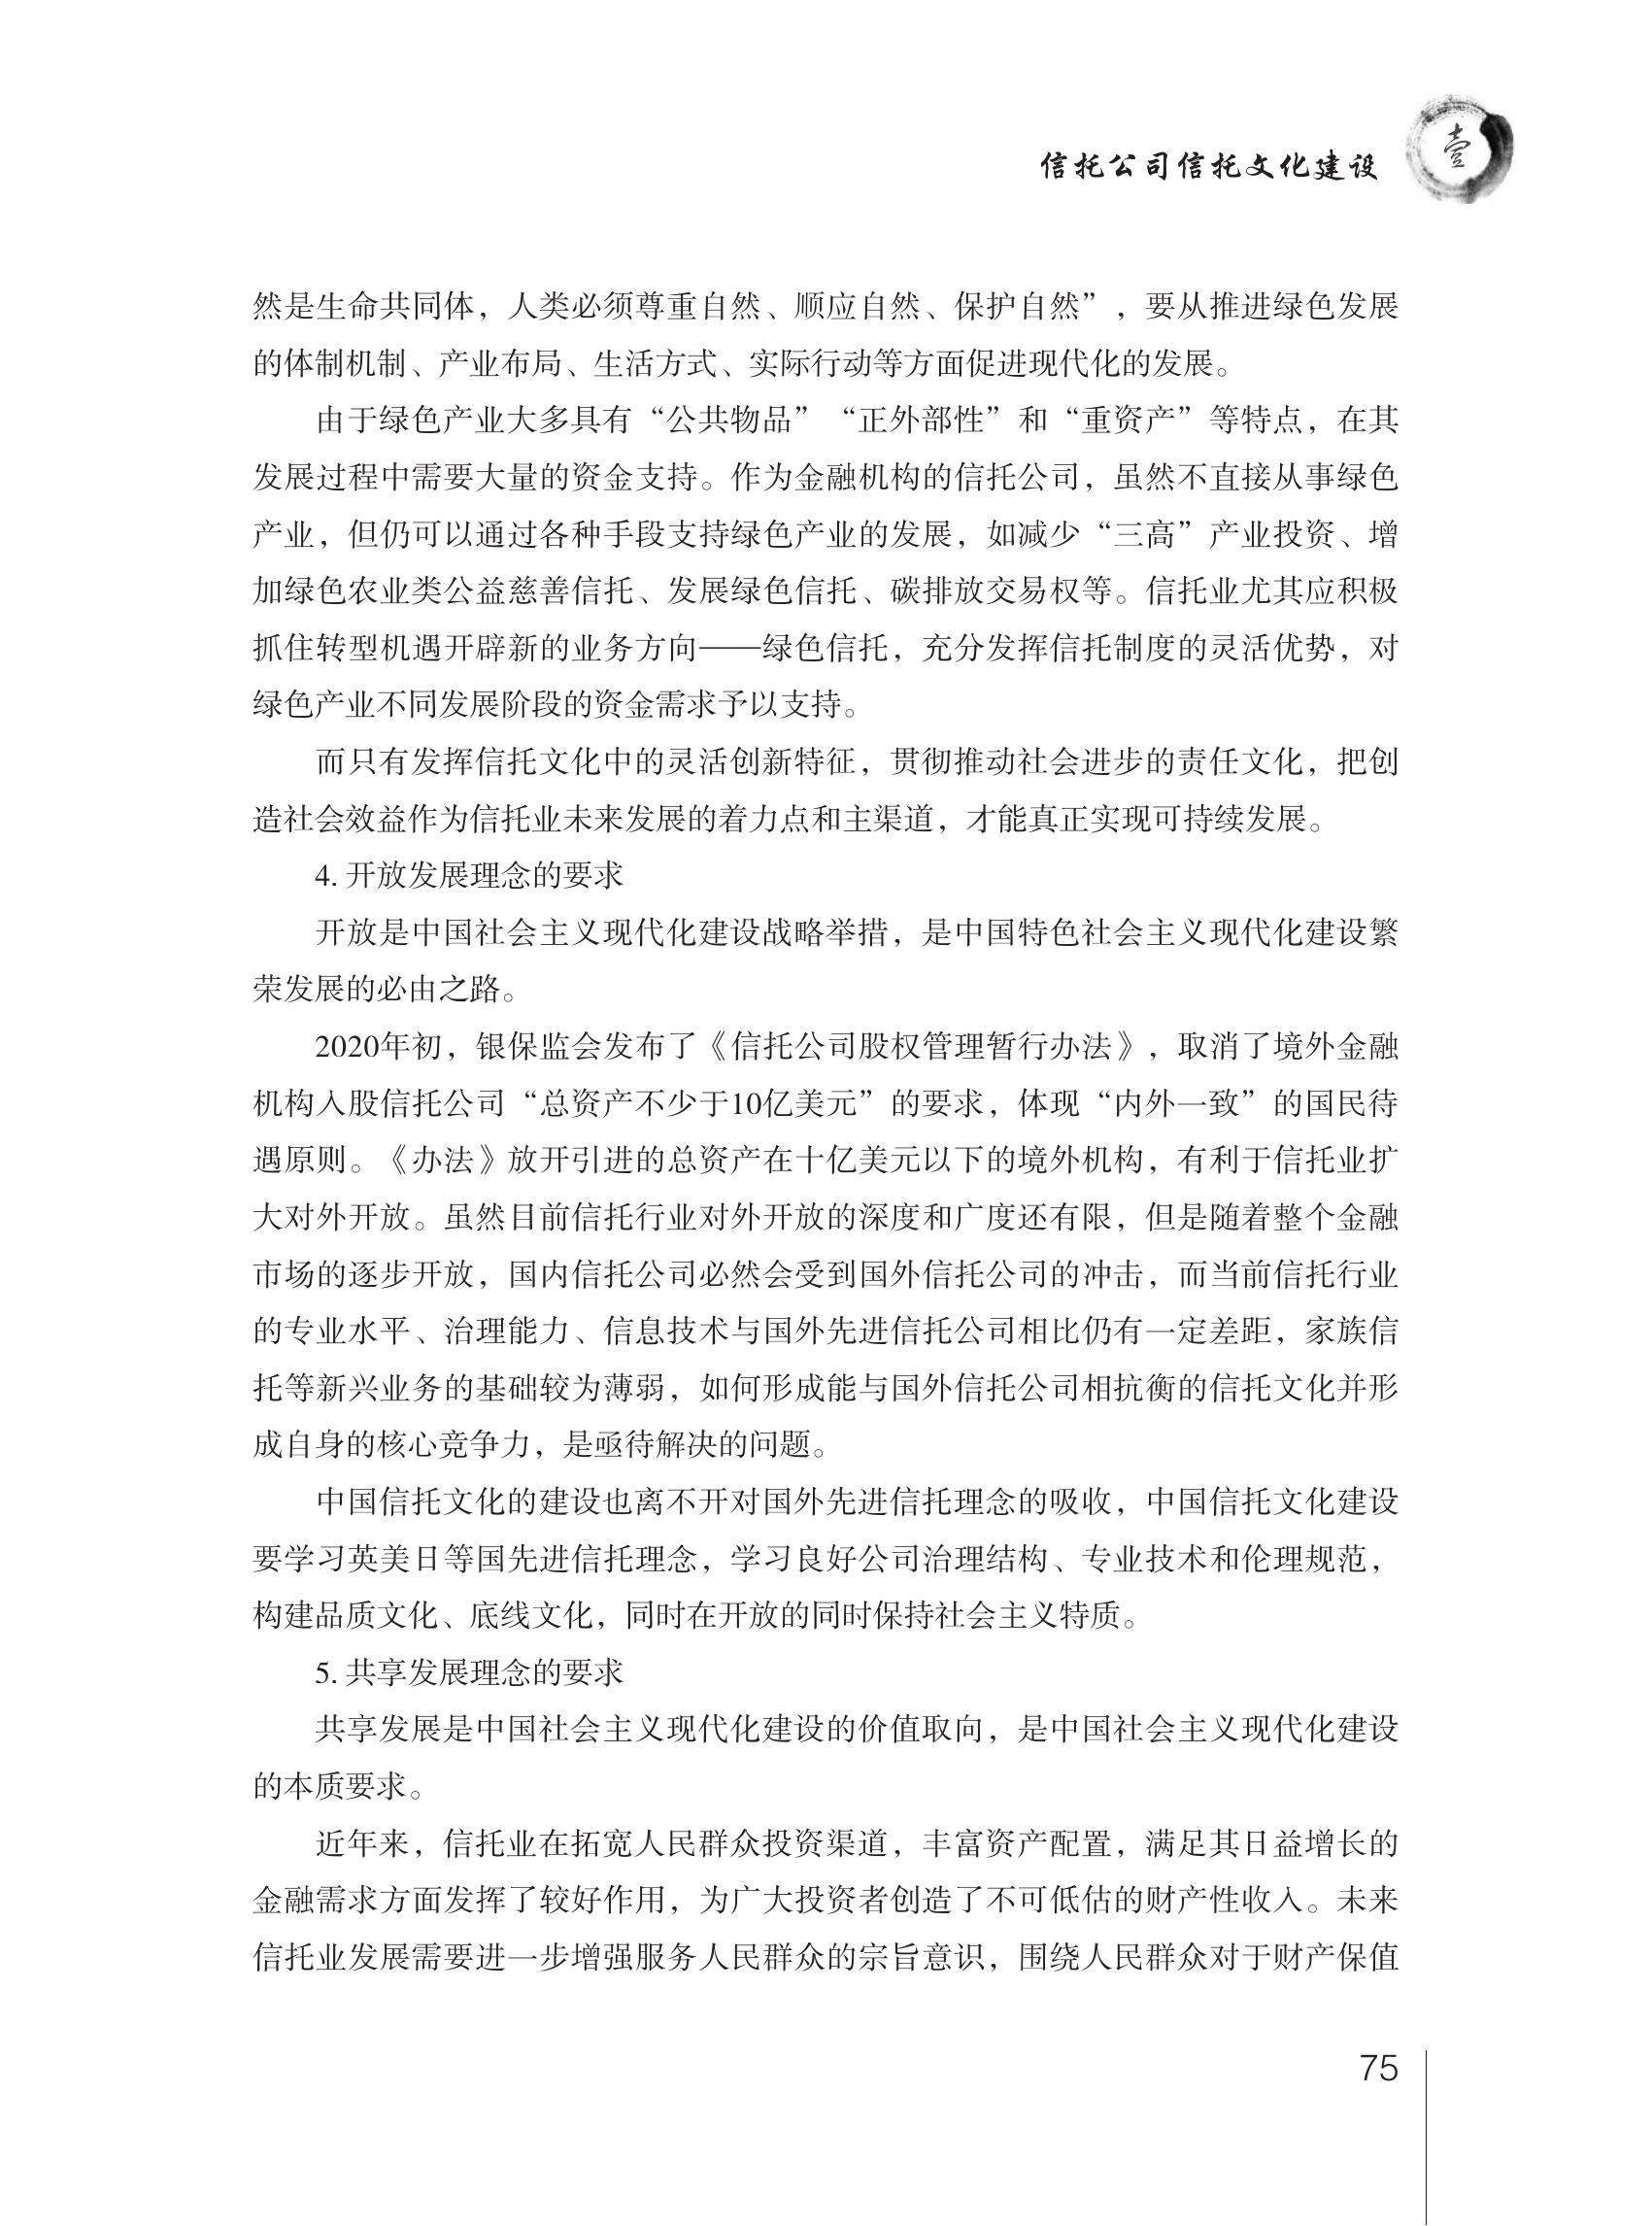 信托公司信托文化建设
壹
然是生命共同体，人类必须尊重自然、顺应自然、保护自然”，要从推进绿色发展
的体制机制、产业布局、生活方式、实际行动等方面促进现代化的发展。
由于绿色产业大多具有“公共物品”“正外部性”和“重资产”等特点，在其
发展过程中需要大量的资金支持。作为金融机构的信托公司，虽然不直接从事绿色
产业，但仍可以通过各种手段支持绿色产业的发展，如减少“三高”产业投资、增
加绿色农业类公益慈善信托、发展绿色信托、碳排放交易权等。信托业尤其应积极
抓住转型机遇开辟新的业务方向——绿色信托，充分发挥信托制度的灵活优势，对
绿色产业不同发展阶段的资金需求予以支持。
而只有发挥信托文化中的灵活创新特征，贯彻推动社会进步的责任文化，把创
造社会效益作为信托业未来发展的着力点和主渠道，才能真正实现可持续发展。
4. 开放发展理念的要求
开放是中国社会主义现代化建设战略举措，是中国特色社会主义现代化建设繁
荣发展的必由之路。
2020年初，银保监会发布了《信托公司股权管理暂行办法》，取消了境外金融
机构入股信托公司“总资产不少于10亿美元”的要求，体现“内外一致”的国民待
遇原则。《办法》放开引进的总资产在十亿美元以下的境外机构，有利于信托业扩
大对外开放。虽然目前信托行业对外开放的深度和广度还有限，但是随着整个金融
市场的逐步开放，国内信托公司必然会受到国外信托公司的冲击，而当前信托行业
的专业水平、治理能力、信息技术与国外先进信托公司相比仍有一定差距，家族信
托等新兴业务的基础较为薄弱，如何形成能与国外信托公司相抗衡的信托文化并形
成自身的核心竞争力，是亟待解决的问题。
中国信托文化的建设也离不开对国外先进信托理念的吸收，中国信托文化建设
要学习英美日等国先进信托理念，学习良好公司治理结构、专业技术和伦理规范，
构建品质文化、底线文化，同时在开放的同时保持社会主义特质。
5. 共享发展理念的要求
共享发展是中国社会主义现代化建设的价值取向，是中国社会主义现代化建设
的本质要求。
近年来，信托业在拓宽人民群众投资渠道，丰富资产配置，满足其日益增长的
金融需求方面发挥了较好作用，为广大投资者创造了不可低估的财产性收入。未来
信托业发展需要进一步增强服务人民群众的宗旨意识，围绕人民群众对于财产保值
75